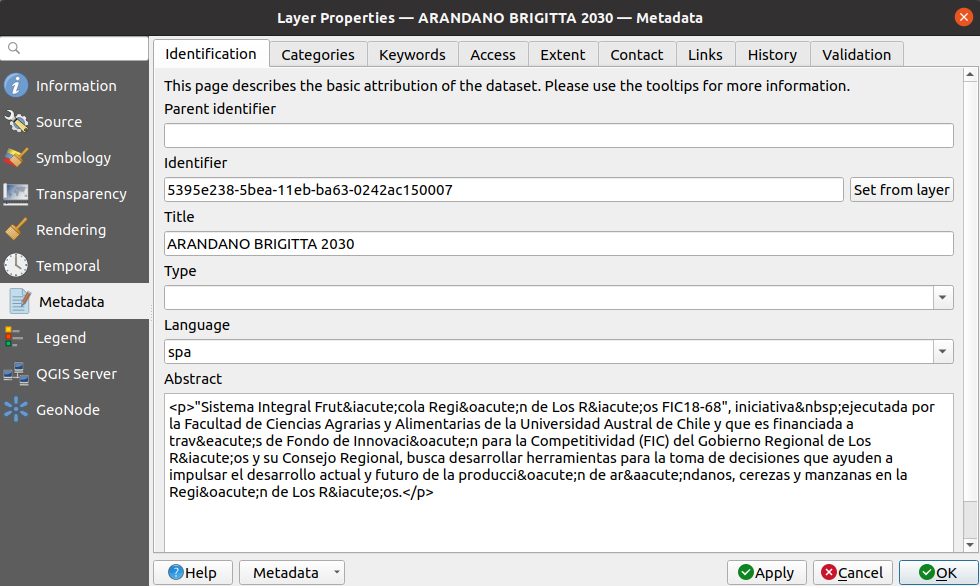 Layer Properties — ARANDANO BRIGITTA 2030 — Metadata
Information
Source
Symbology
Transparency
Rendering
Temporal
Metadata
Legend
QGIS Server
GeoNode
Identification Categories Keywords Access Extent Contact Links History Validation
This page describes the basic attribution of the dataset. Please use the tooltips for more information.
Parent identifier
Identifier
5395e238-5bea-11eb-ba63-0242ac150007 Set from layer
Title
ARANDANO BRIGITTA 2030
Type
Language
spa
Abstract
<p>"Sistema Integral Frut&iacute;cola Regi&oacute;n de Los R&iacute;os FIC18-68", iniciativa&nbsp;ejecutada por
la Facultad de Ciencias Agrarias y Alimentarias de la Universidad Austral de Chile y que es financiada a
trav&eacute;s de Fondo de Innovaci&oacute;n para la Competitividad (FIC) del Gobierno Regional de Los
R&iacute;os y su Consejo Regional, busca desarrollar herramientas para la toma de decisiones que ayuden a
impulsar el desarrollo actual y futuro de la producci&oacute;n de ar&aacute;ndanos, cerezas y manzanas en la
Regi&oacute;n de Los R&iacute;os.</p>
Help Metadata Apply Cancel OK